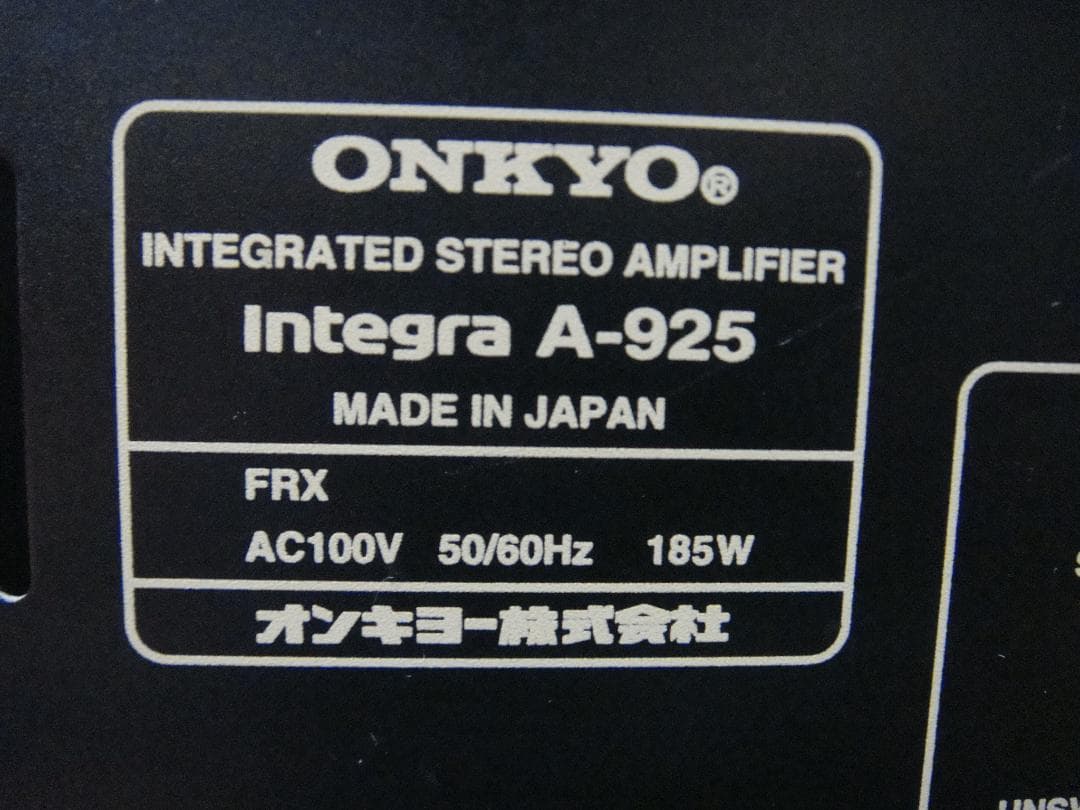 ONKYO®
INTEGRATED STEREO AMPLIFIER
Integra A-925
MADE IN JAPAN
FRX
AC100V 50/60Hz 185W
オンキヨー株式会社